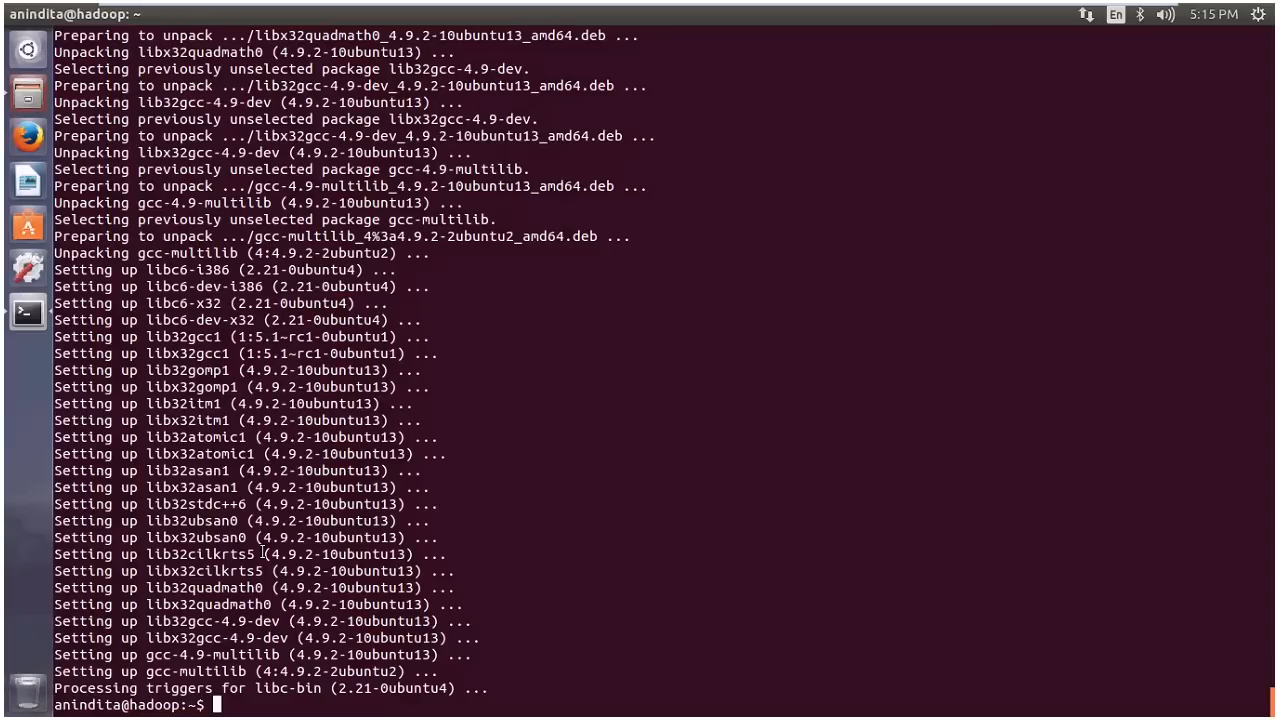 anindita@hadoop: ~
En
5:15 PM
Preparing to unpack .../libx32quadmath0_4.9.2-10ubuntu13_amd64.deb ...
Unpacking libx32quadmath0 (4.9.2-10ubuntu13) ...
Selecting previously unselected package lib32gcc-4.9-dev.
Preparing to unpack .../lib32gcc-4.9-dev_4.9.2-10ubuntu13_amd64.deb ...
Unpacking lib32gcc-4.9-dev (4.9.2-10ubuntu13) ...
Selecting previously unselected package libx32gcc-4.9-dev.
Preparing to unpack .../libx32gcc-4.9-dev_4.9.2-10ubuntu13_amd64.deb ...
Unpacking libx32gcc-4.9-dev (4.9.2-10ubuntu13) ...
Selecting previously unselected package gcc-4.9-multilib.
Preparing to unpack .../gcc-4.9-multilib_4.9.2-10ubuntu13_amd64.deb ...
Unpacking gcc-4.9-multilib (4.9.2-10ubuntu13) ...
Selecting previously unselected package gcc-multilib.
Preparing to unpack .../gcc-multilib_4%3a4.9.2-2ubuntu2_amd64.deb ...
Unpacking gcc-multilib (4:4.9.2-2ubuntu2) ...
Setting up libc6-i386 (2.21-0ubuntu4) ...
Setting up libc6-dev-i386 (2.21-0ubuntu4) ...
Setting up libc6-x32 (2.21-0ubuntu4) ...
Setting up libc6-dev-x32 (2.21-0ubuntu4) ...
Setting up lib32gcc1 (1:5.1~rc1-0ubuntu1) ...
Setting up libx32gcc1 (1:5.1~rc1-0ubuntu1) ...
Setting up lib32gomp1 (4.9.2-10ubuntu13) ...
Setting up libx32gomp1 (4.9.2-10ubuntu13) ...
Setting up lib32itm1 (4.9.2-10ubuntu13) ...
Setting up libx32itm1 (4.9.2-10ubuntu13) ...
Setting up lib32atomic1 (4.9.2-10ubuntu13) ...
Setting up libx32atomic1 (4.9.2-10ubuntu13) ...
Setting up lib32asan1 (4.9.2-10ubuntu13) ...
Setting up libx32asan1 (4.9.2-10ubuntu13) ...
Setting up lib32stdc++6 (4.9.2-10ubuntu13) ...
Setting up lib32ubsan0 (4.9.2-10ubuntu13) ...
Setting up libx32ubsan0 (4.9.2-10ubuntu13) ...
Setting up lib32cilkrts5 (4.9.2-10ubuntu13) ...
Setting up libx32cilkrts5 (4.9.2-10ubuntu13) ...
Setting up lib32quadmath0 (4.9.2-10ubuntu13) ...
Setting up libx32quadmath0 (4.9.2-10ubuntu13) ...
Setting up lib32gcc-4.9-dev (4.9.2-10ubuntu13) ...
Setting up libx32gcc-4.9-dev (4.9.2-10ubuntu13) ...
Setting up gcc-4.9-multilib (4.9.2-10ubuntu13) ...
Setting up gcc-multilib (4:4.9.2-2ubuntu2) ...
Processing triggers for libc-bin (2.21-0ubuntu4) ...
anindita@hadoop:~$